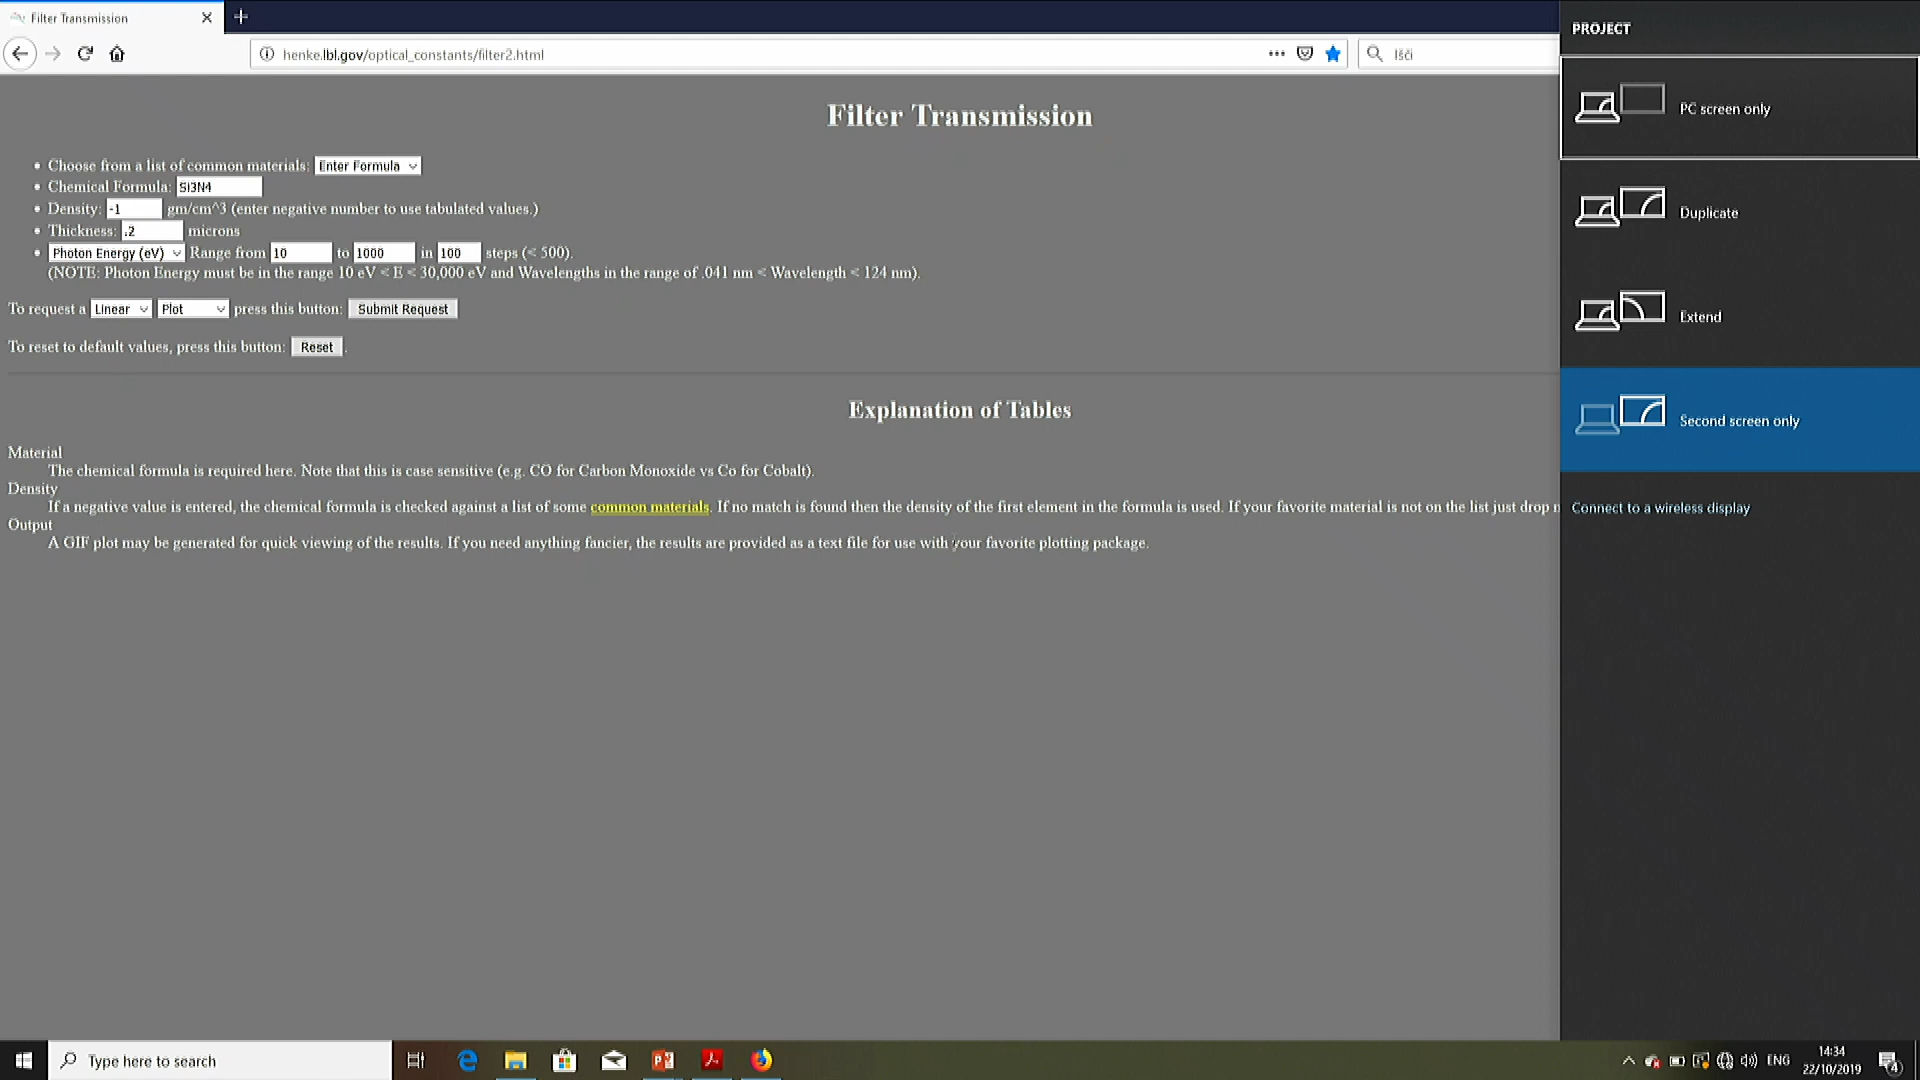 Filter Transmission
henke.lbl.gov/optical_constants/filter2.html
Išči
PROJECT
PC screen only
Duplicate
Extend
Second screen only
Connect to a wireless display
Filter Transmission
Choose from a list of common materials: Enter Formula
Chemical Formula: Si3N4
Density: -1 gm/cm^3 (enter negative number to use tabulated values.)
Thickness: .2 microns
Photon Energy (eV) Range from 10 to 1000 in 100 steps (< 500).
(NOTE: Photon Energy must be in the range 10 eV < E < 30,000 eV and Wavelengths in the range of .041 nm < Wavelength < 124 nm).
To request a Linear Plot press this button: Submit Request
To reset to default values, press this button: Reset .
Explanation of Tables
Material
The chemical formula is required here. Note that this is case sensitive (e.g. CO for Carbon Monoxide vs Co for Cobalt).
Density
If a negative value is entered, the chemical formula is checked against a list of some common materials. If no match is found then the density of the first element in the formula is used. If your favorite material is not on the list just drop
Output
A GIF plot may be generated for quick viewing of the results. If you need anything fancier, the results are provided as a text file for use with your favorite plotting package.
Type here to search
ENG
14:34
22/10/2019
4